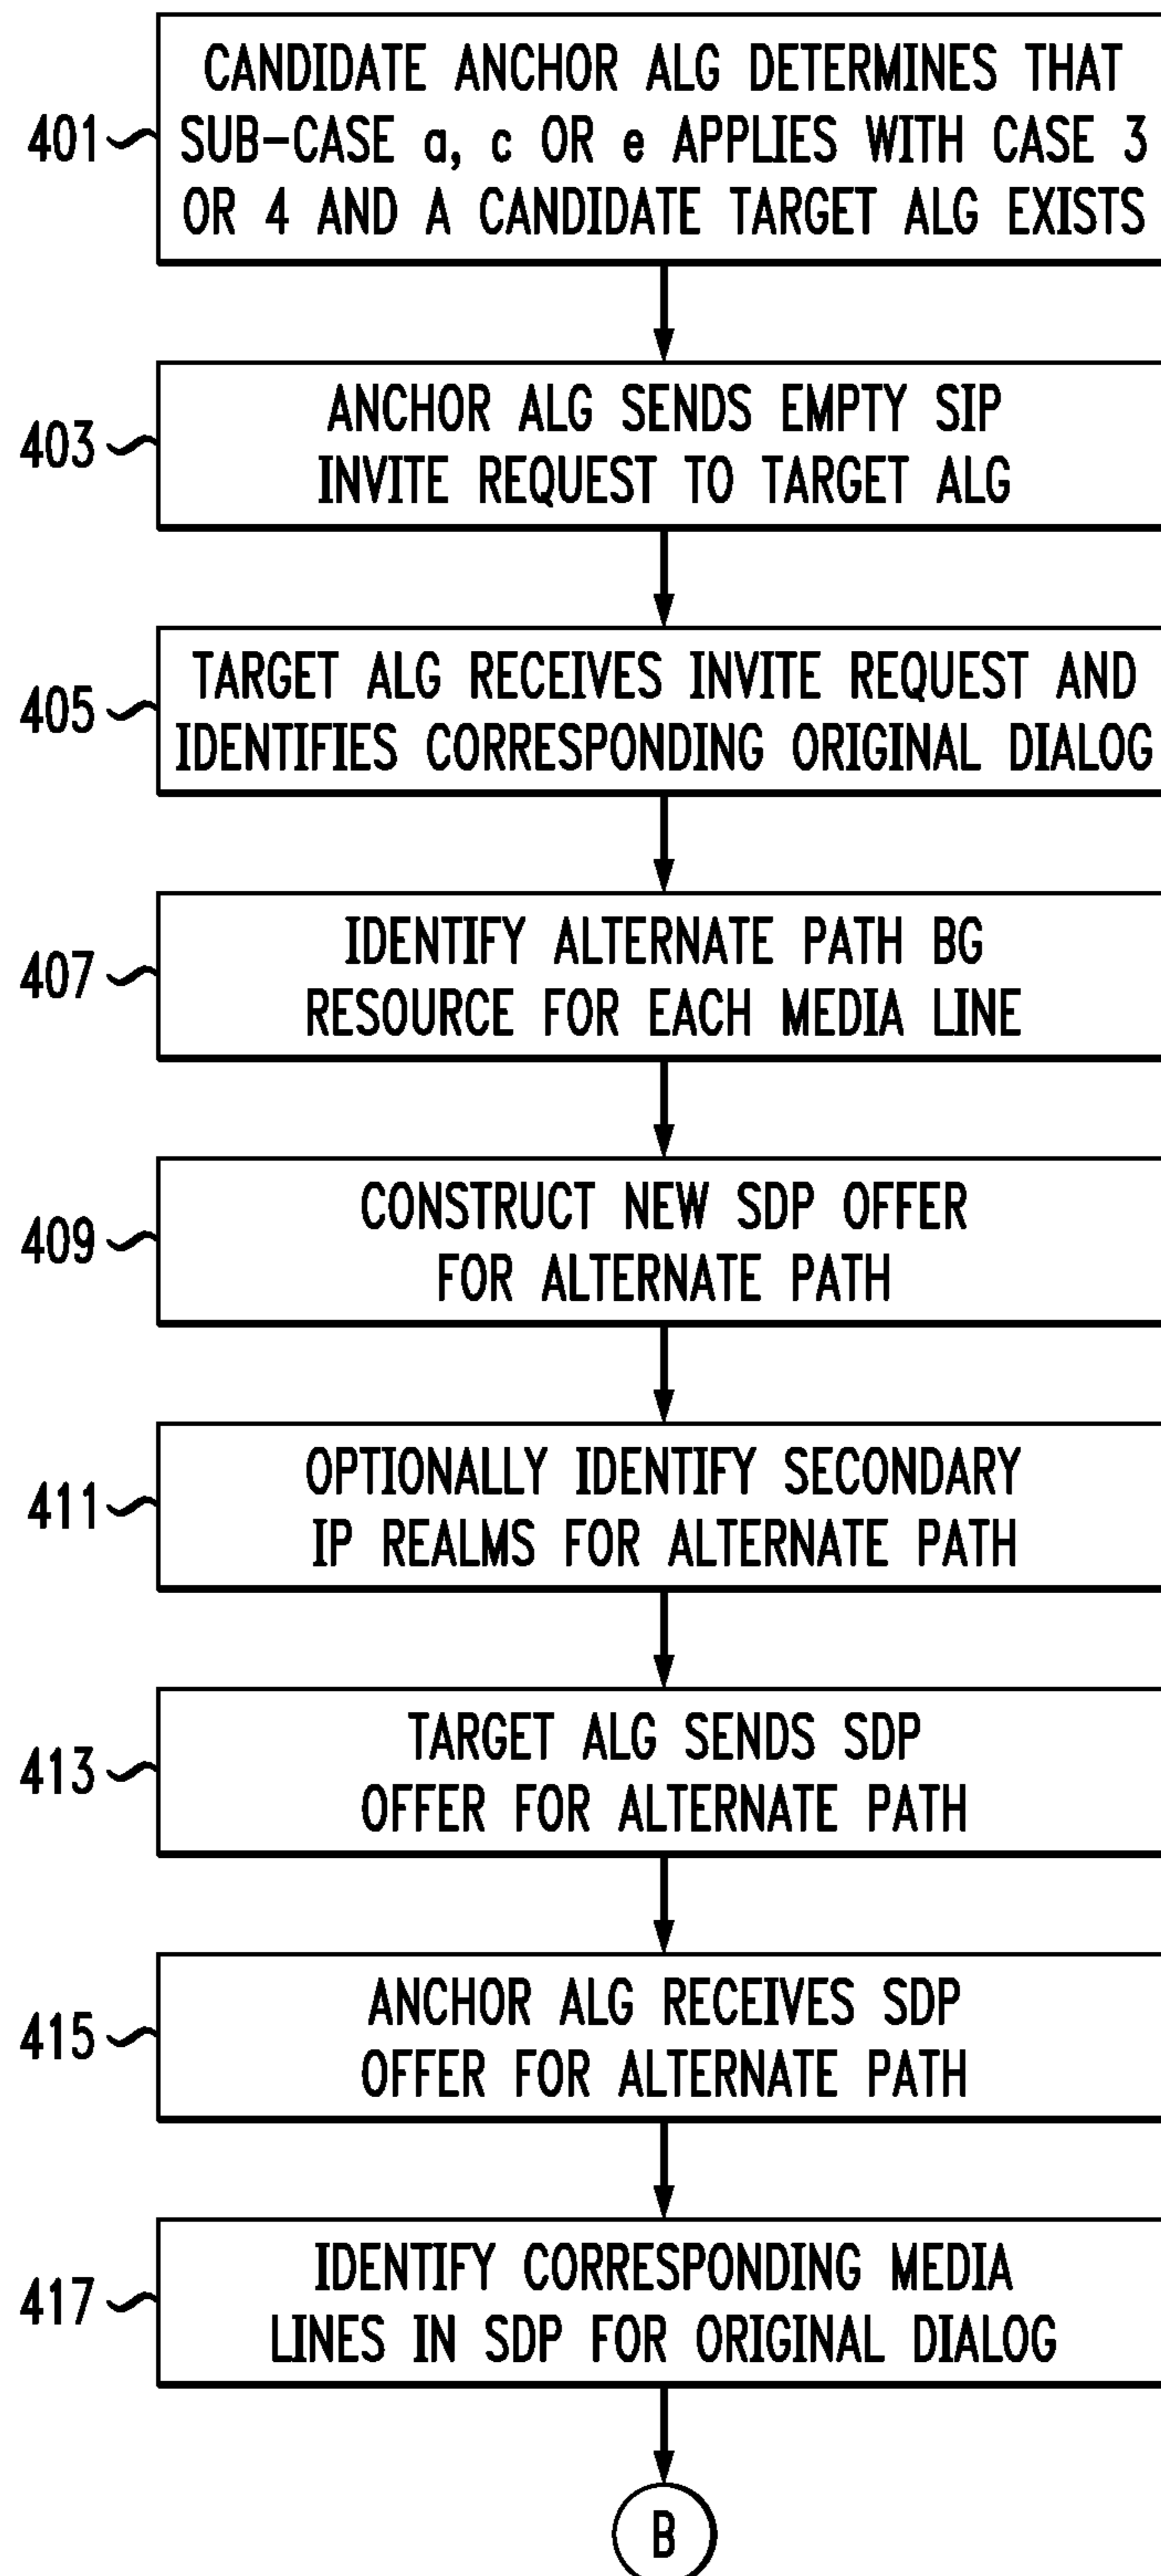 401
CANDIDATE ANCHOR ALG DETERMINES THAT
SUB-CASE a, c OR e APPLIES WITH CASE 3
OR 4 AND A CANDIDATE TARGET ALG EXISTS
403
ANCHOR ALG SENDS EMPTY SIP
INVITE REQUEST TO TARGET ALG
405
TARGET ALG RECEIVES INVITE REQUEST AND
IDENTIFIES CORRESPONDING ORIGINAL DIALOG
407
IDENTIFY ALTERNATE PATH BG
RESOURCE FOR EACH MEDIA LINE
409
CONSTRUCT NEW SDP OFFER
FOR ALTERNATE PATH
411
OPTIONALLY IDENTIFY SECONDARY
IP REALMS FOR ALTERNATE PATH
413
TARGET ALG SENDS SDP
OFFER FOR ALTERNATE PATH
415
ANCHOR ALG RECEIVES SDP
OFFER FOR ALTERNATE PATH
417
IDENTIFY CORRESPONDING MEDIA
LINES IN SDP FOR ORIGINAL DIALOG
B